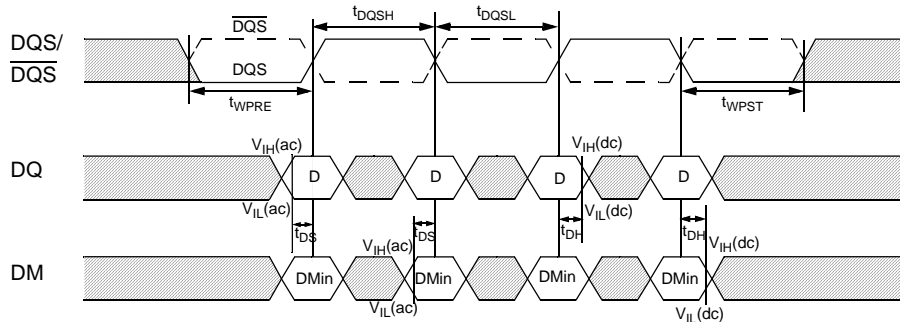 tDQSH tDQSL
DQS
DQS/
DQS
DQS
tWPRE tWPST
VIH(ac) VIH(dc)
DQ D D D D
VIL(ac) VIL(dc)
tDS tDS tDH tDH
VIH(ac) VIH(dc)
DM DMin DMin DMin DMin
VIL(ac) VIL(dc)